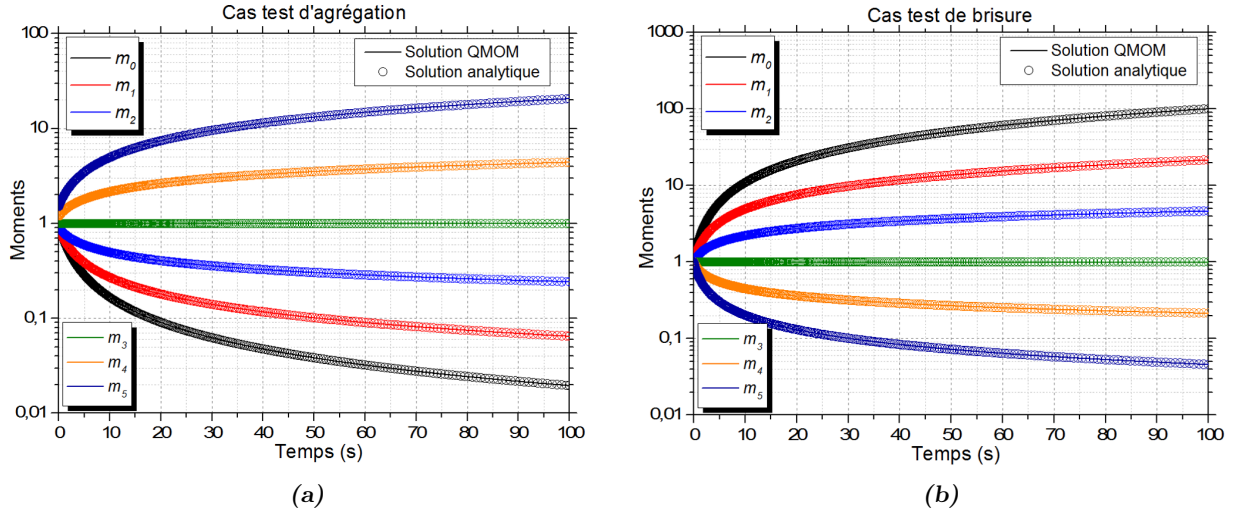 Cas test d'agrégation
100
10
1
0,1
0,01
Moments
m0
m1
m2
Solution QMOM
Solution analytique
m3
m4
m5
0 10 20 30 40 50 60 70 80 90 100
Temps (s)
(a)
Cas test de brisure
1000
100
10
1
0,1
0,01
Moments
m0
m1
m2
Solution QMOM
Solution analytique
m3
m4
m5
0 10 20 30 40 50 60 70 80 90 100
Temps (s)
(b)